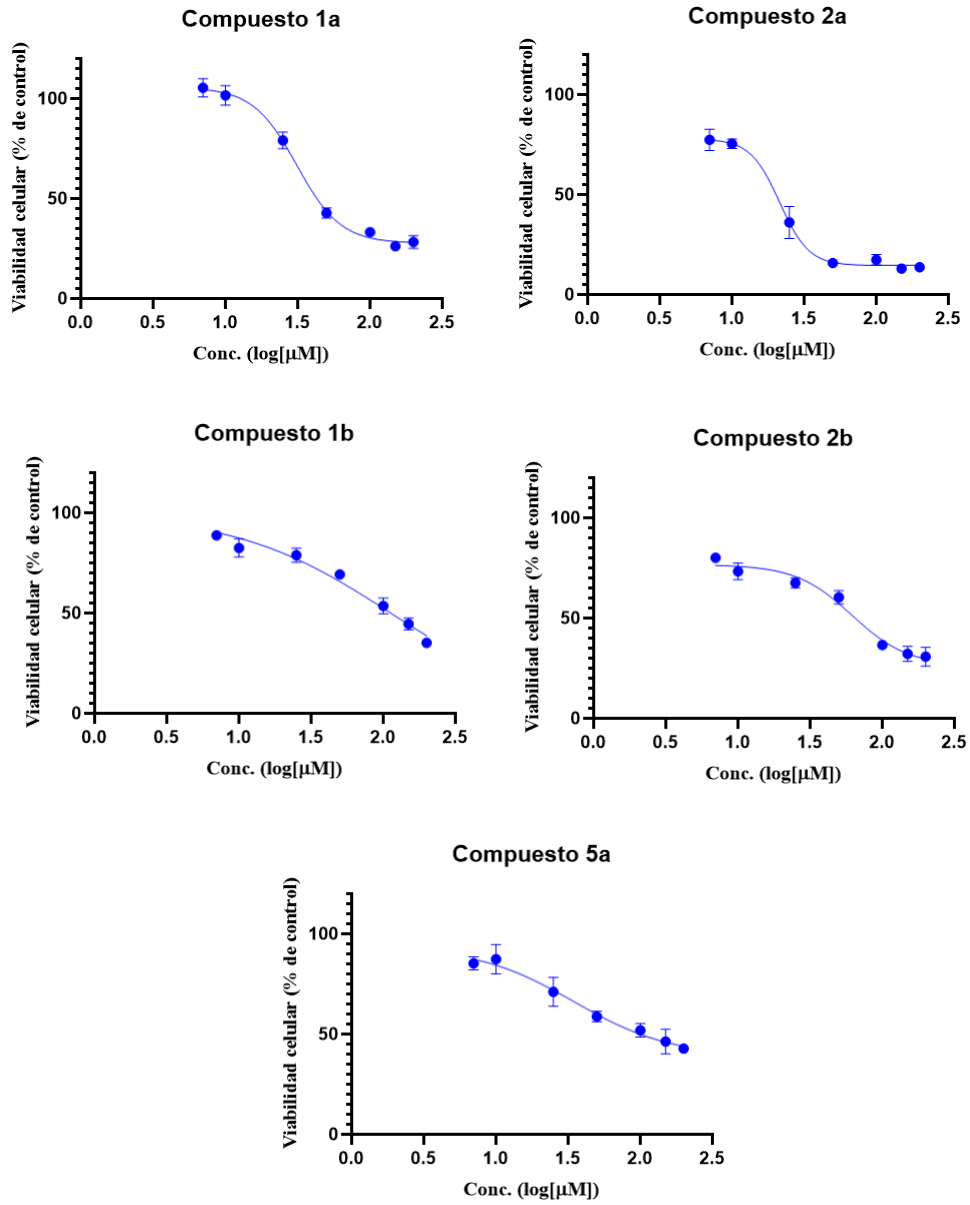 Compuesto 1a
Viabilidad celular (% de control)
100
50
0
0.0 0.5 1.0 1.5 2.0 2.5
Conc. (log[μM])
Compuesto 2a
Viabilidad celular (% de control)
100
50
0
0.0 0.5 1.0 1.5 2.0 2.5
Conc. (log[μM])
Compuesto 1b
Viabilidad celular (% de control)
100
50
0
0.0 0.5 1.0 1.5 2.0 2.5
Conc. (log[μM])
Compuesto 2b
Viabilidad celular (% de control)
100
50
0
0.0 0.5 1.0 1.5 2.0 2.5
Conc. (log[μM])
Compuesto 5a
Viabilidad celular (% de control)
100
50
0
0.0 0.5 1.0 1.5 2.0 2.5
Conc. (log[μM])